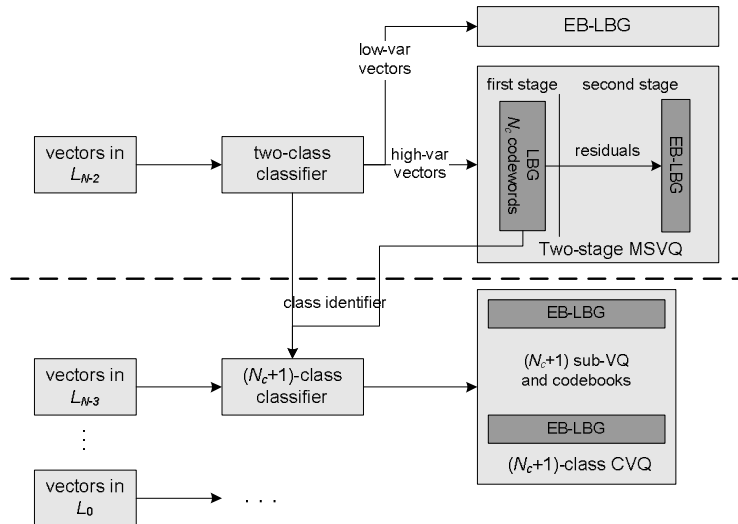 EB-LBG
low-var
vectors
first stage
second stage
vectors in
L_{N-2}
two-class
classifier
high-var
vectors
LBG
N_c codewords
residuals
EB-LBG
Two-stage MSVQ
class identifier
EB-LBG
vectors in
L_{N-3}
(N_c+1)-class
classifier
(N_c+1) sub-VQ
and codebooks
EB-LBG
(N_c+1)-class CVQ
vectors in
L_0
. . .